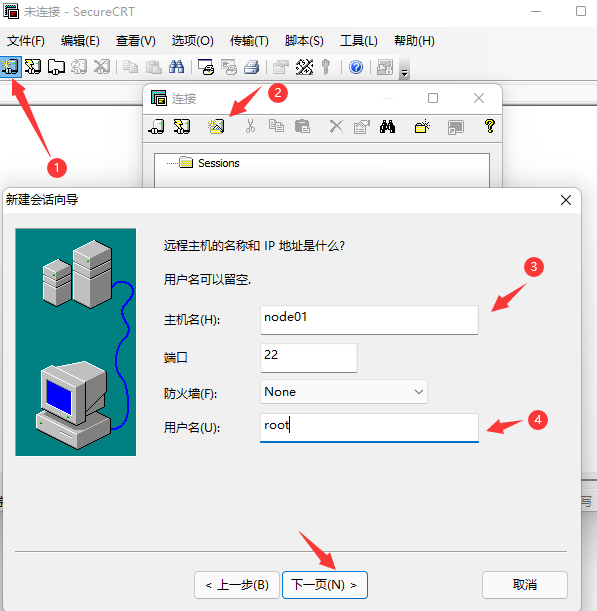 未连接 - SecureCRT
文件(F) 编辑(E) 查看(V) 选项(O) 传输(T) 脚本(S) 工具(L) 帮助(H)
连接
2
1
Sessions
新建会话向导
远程主机的名称和 IP 地址是什么?
用户名可以留空.
3
主机名(H): node01
端口 22
防火墙(F): None
用户名(U): root
4
< 上一步(B) 下一页(N) > 取消